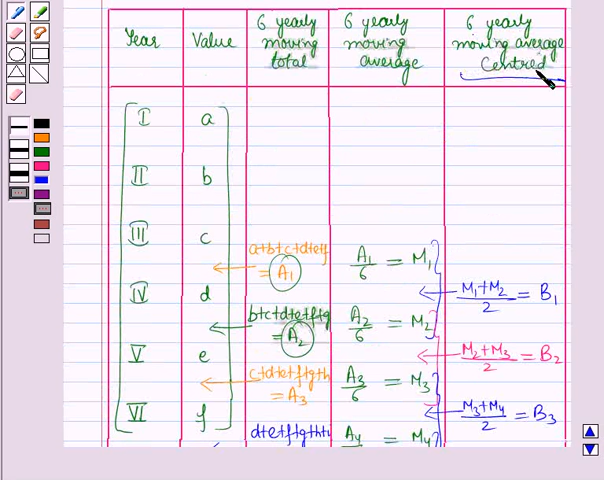 Year Value 6 yearly moving total 6 yearly moving average 6 yearly moving average Centred
I a
II b
III c
a+b+c+d+e+f = A1 A1/6 = M1
IV d
M1+M2/2 = B1
b+c+d+e+f+g = A2 A2/6 = M2
V e
M2+M3/2 = B2
c+d+e+f+g+h = A3 A3/6 = M3
VI f
M3+M4/2 = B3
d+e+f+g+h+i A4/6 = M4